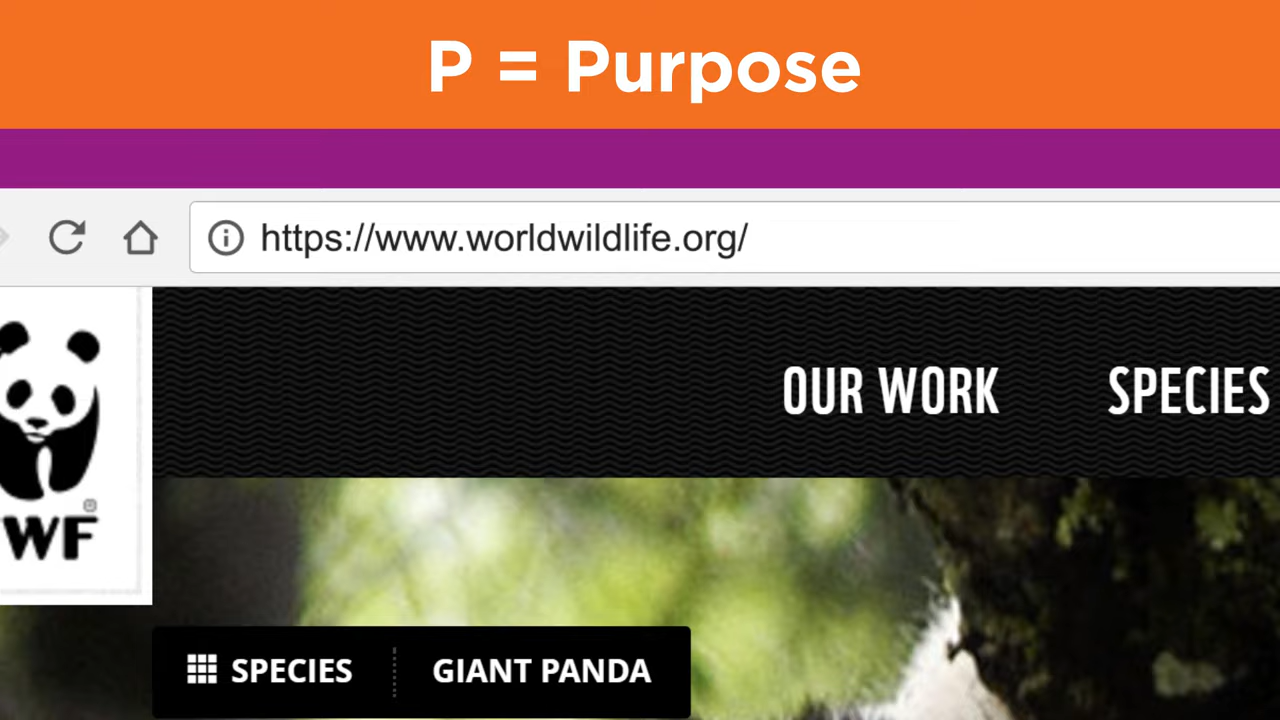 P = Purpose
https://www.worldwildlife.org/
OUR WORK SPECIES
WF
®
SPECIES GIANT PANDA